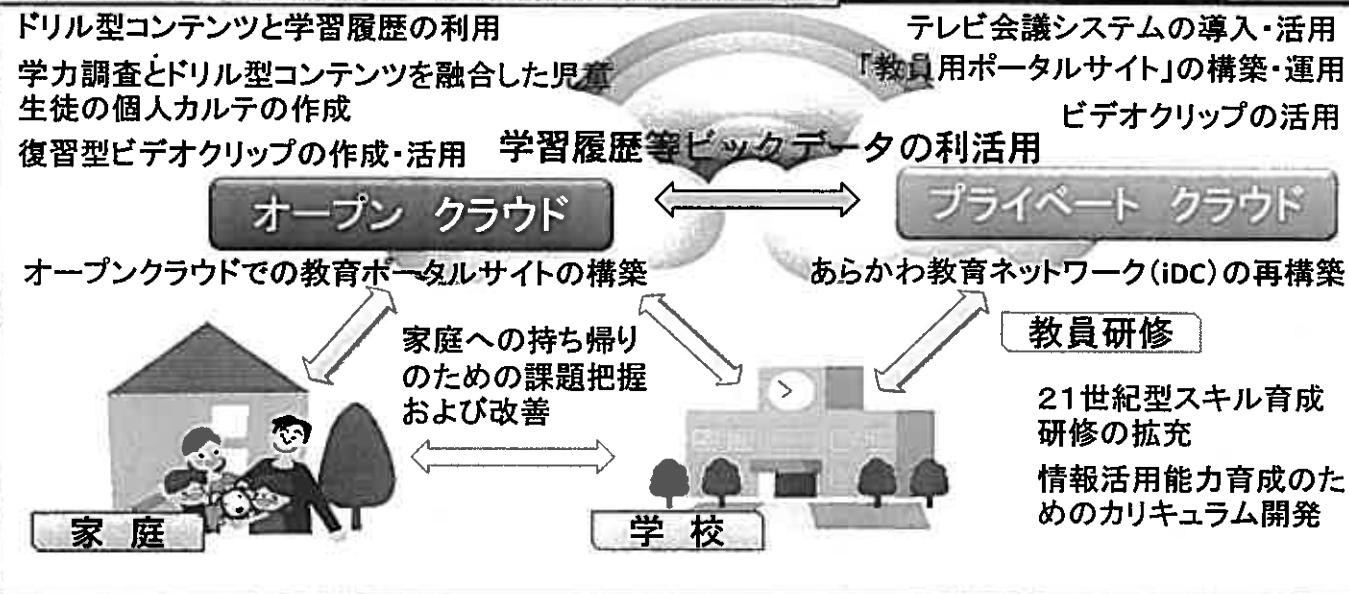 ドリル型コンテンツと学習履歴の利用
学力調査とドリル型コンテンツを融合した児童
生徒の個人カルテの作成
復習型ビデオクリップの作成・活用
テレビ会議システムの導入・活用
「教員用ポータルサイト」の構築・運用
ビデオクリップの活用
学習履歴等ビックデータの利活用
オープン クラウド
プライベート クラウド
オープンクラウドでの教育ポータルサイトの構築
あらかわ教育ネットワーク(iDC)の再構築
家庭への持ち帰り
のための課題把握
および改善
教員研修
21世紀型スキル育成
研修の拡充
情報活用能力育成のた
めのカリキュラム開発
家 庭
学 校